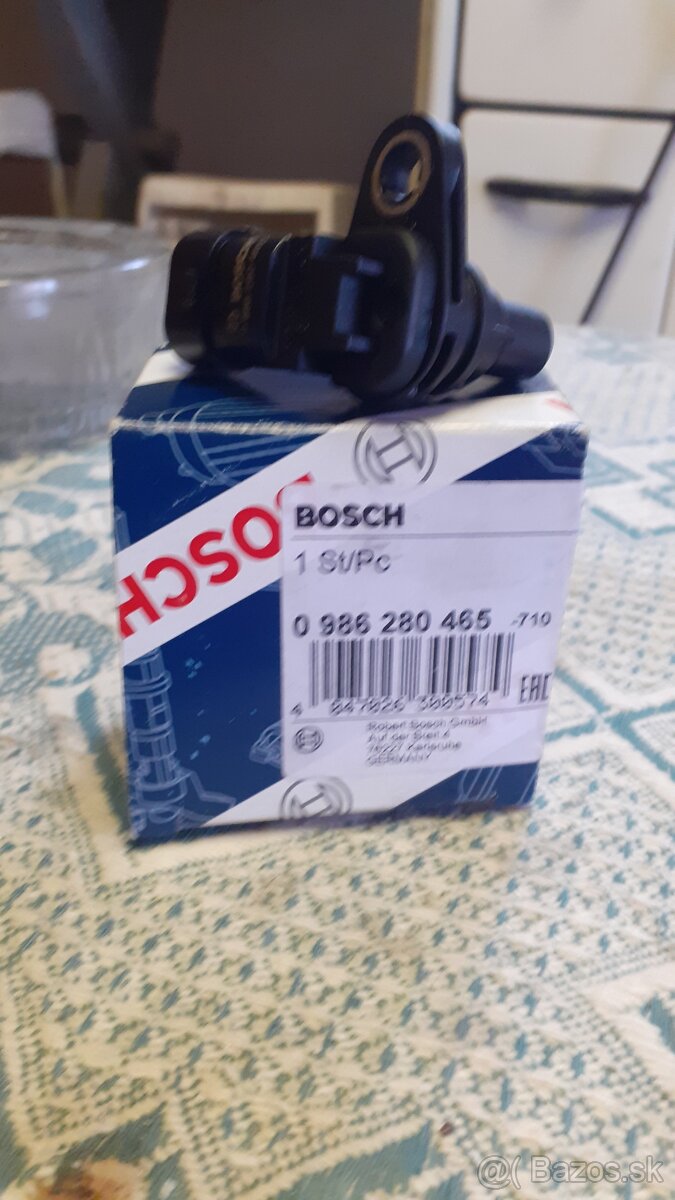 BOSCH
BOSCH
BOSCH
1 St/Pc
0 986 280 465 -710
4 047026 300574
EAC
Robert Bosch GmbH
Auf der Breit 4
76227 Karlsruhe
GERMANY
@( Bazos.sk